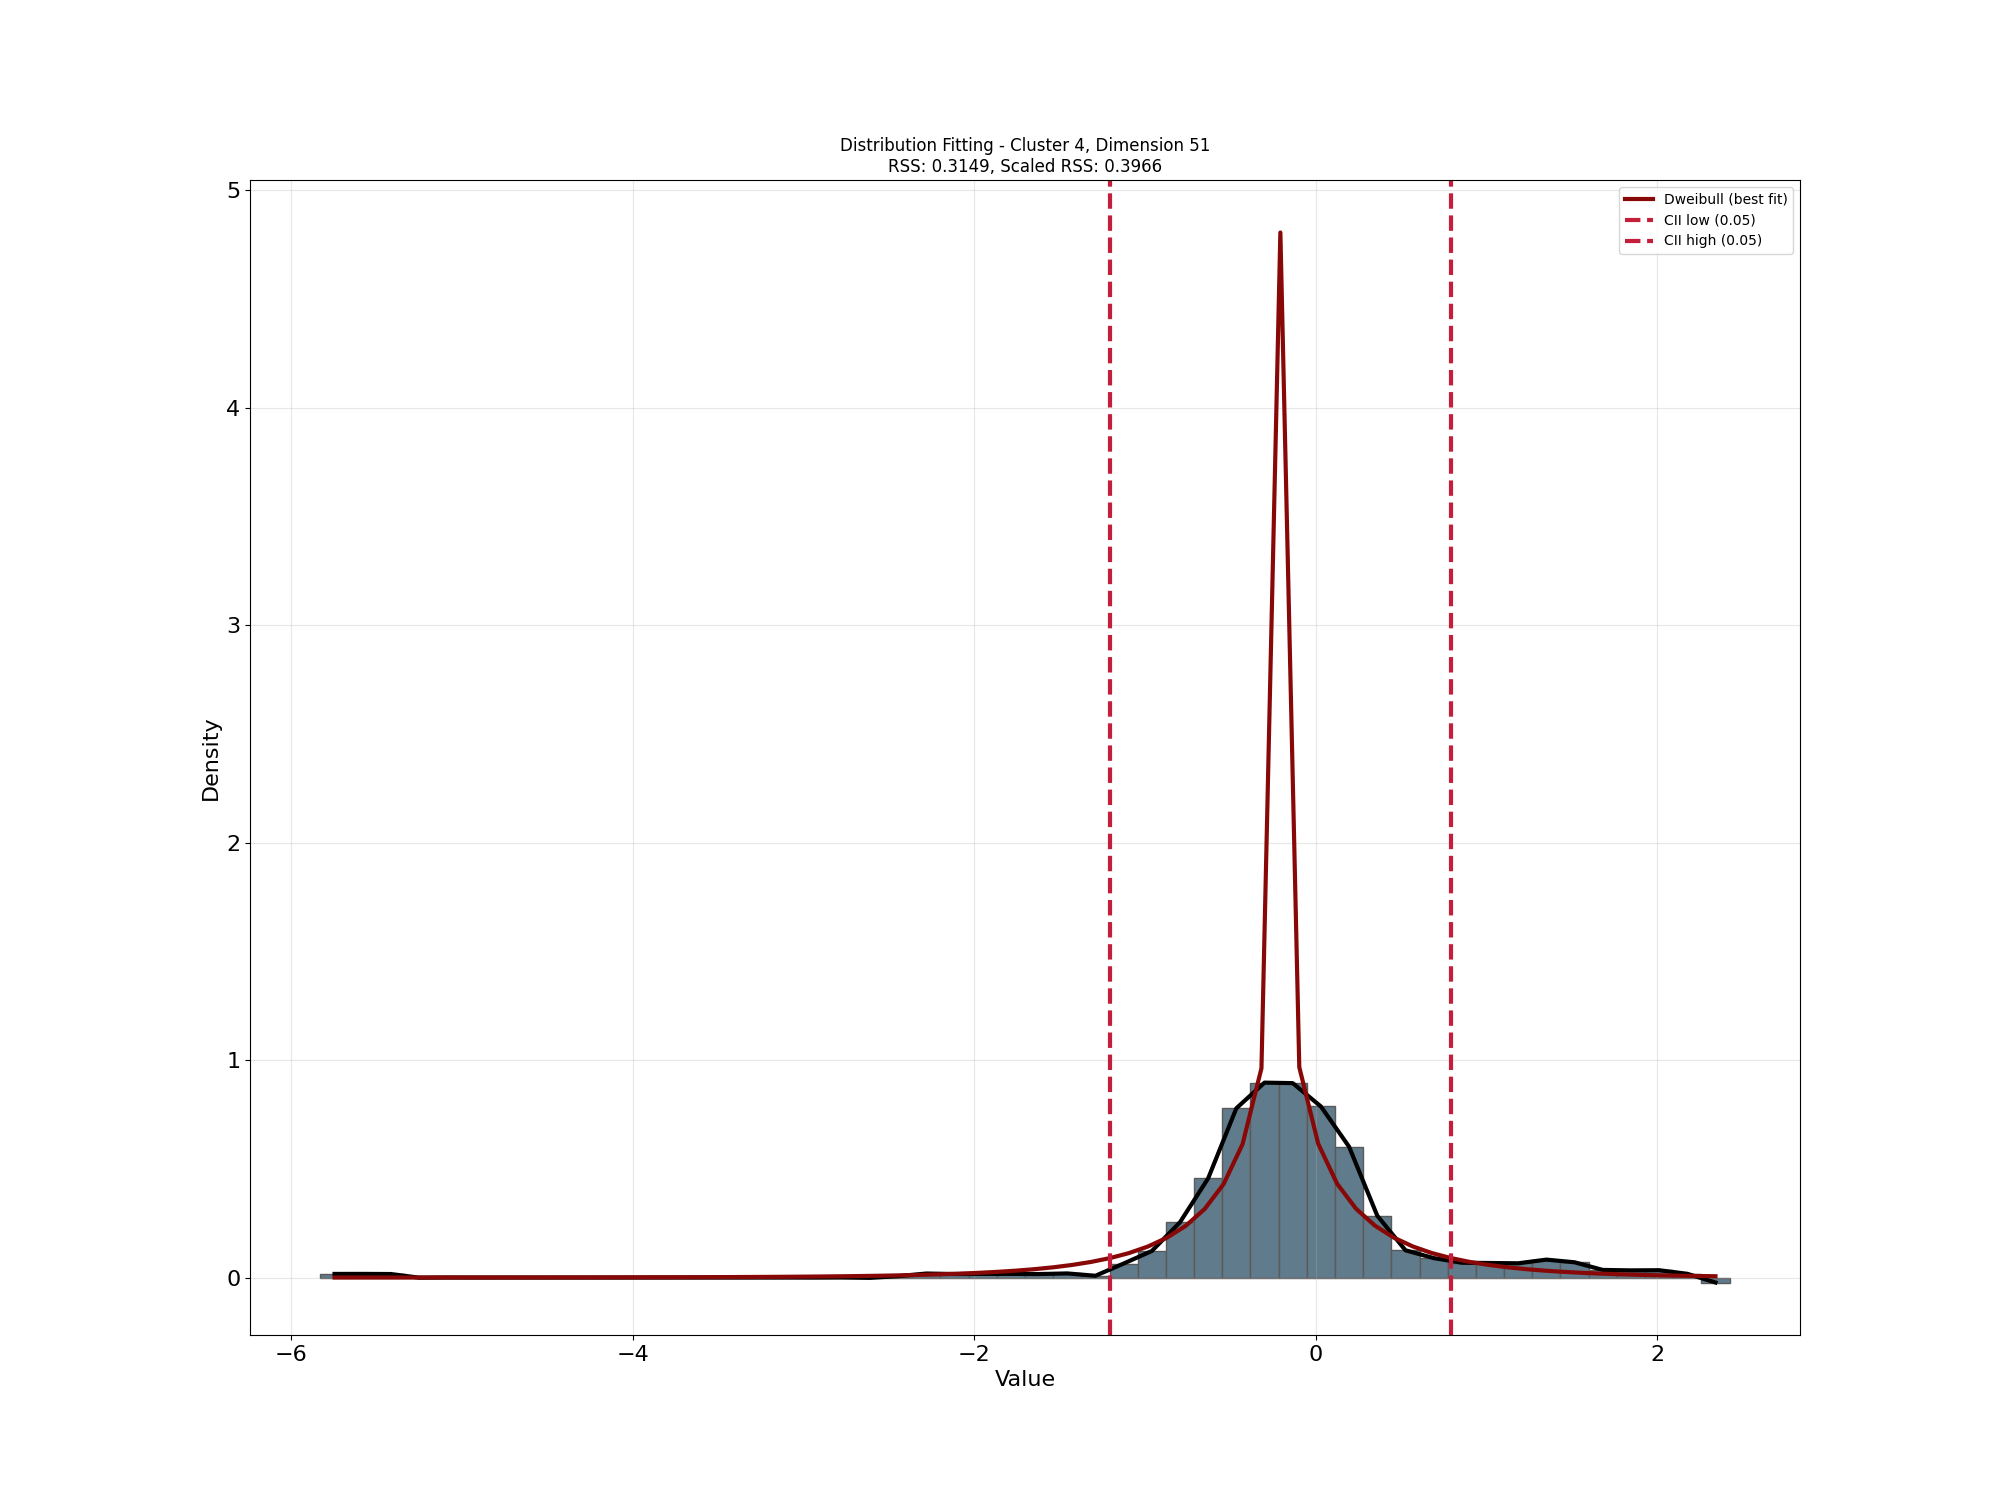 Distribution Fitting - Cluster 4, Dimension 51
RSS: 0.3149, Scaled RSS: 0.3966
Dweibull (best fit)
CII low (0.05)
CII high (0.05)
5
4
3
2
1
0
Density
−6
−4
−2
0
2
Value